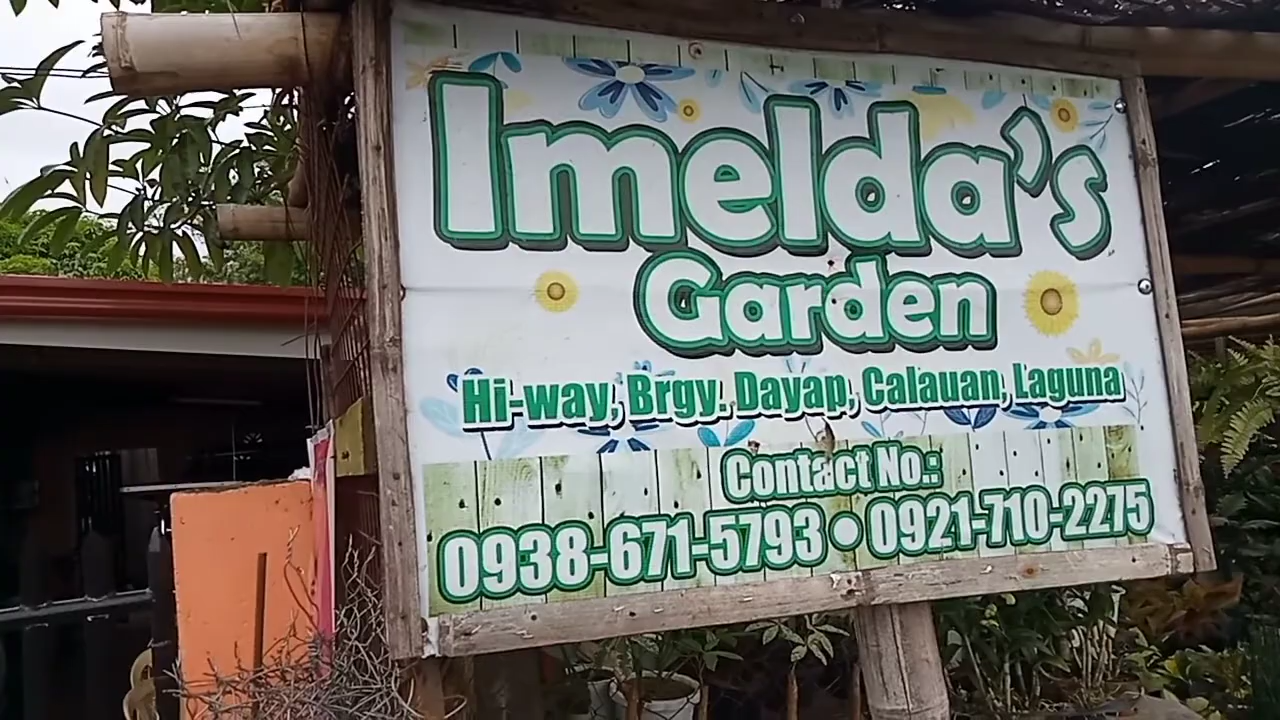 Imelda's
Garden
Hi-way, Brgy. Dayap, Calauan, Laguna
Contact No.:
0938-671-5793 • 0921-710-2275